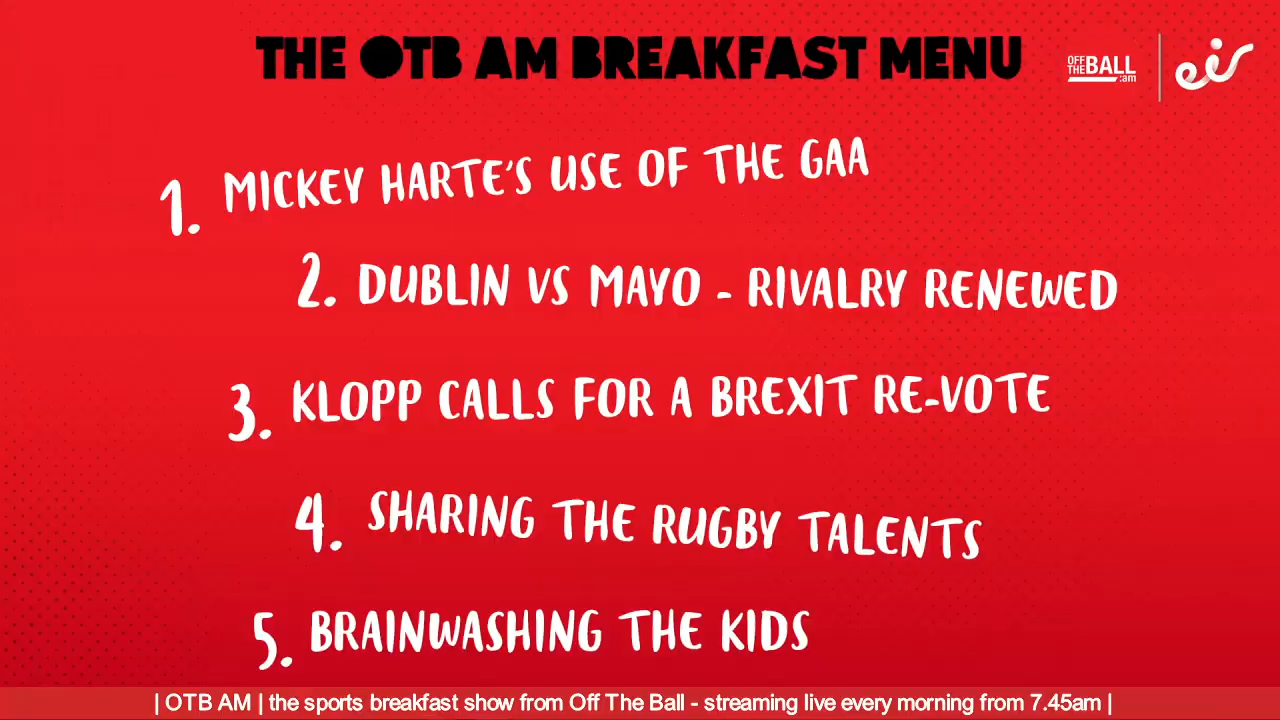 THE OTB AM BREAKFAST MENU
OFF THE BALL :am
eir
1. MICKEY HARTE'S USE OF THE GAA
2. DUBLIN VS MAYO - RIVALRY RENEWED
3. KLOPP CALLS FOR A BREXIT RE-VOTE
4. SHARING THE RUGBY TALENTS
5. BRAINWASHING THE KIDS
| OTB AM | the sports breakfast show from Off The Ball - streaming live every morning from 7.45am |